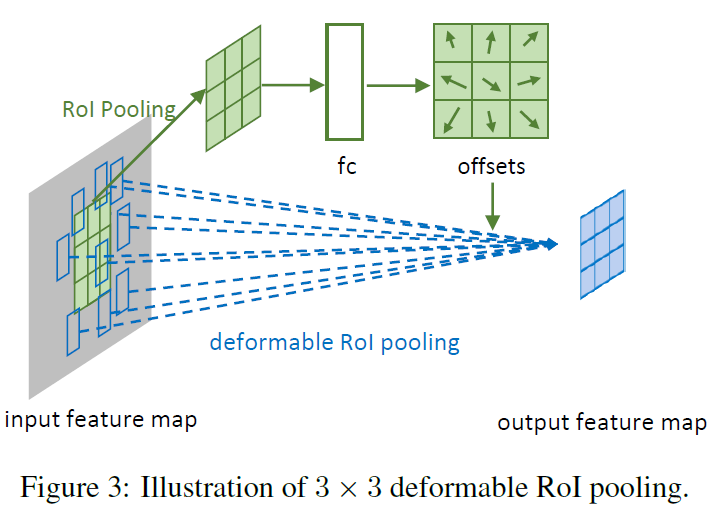 RoI Pooling
fc
offsets
deformable RoI pooling
input feature map
output feature map
Figure 3: Illustration of 3 × 3 deformable RoI pooling.